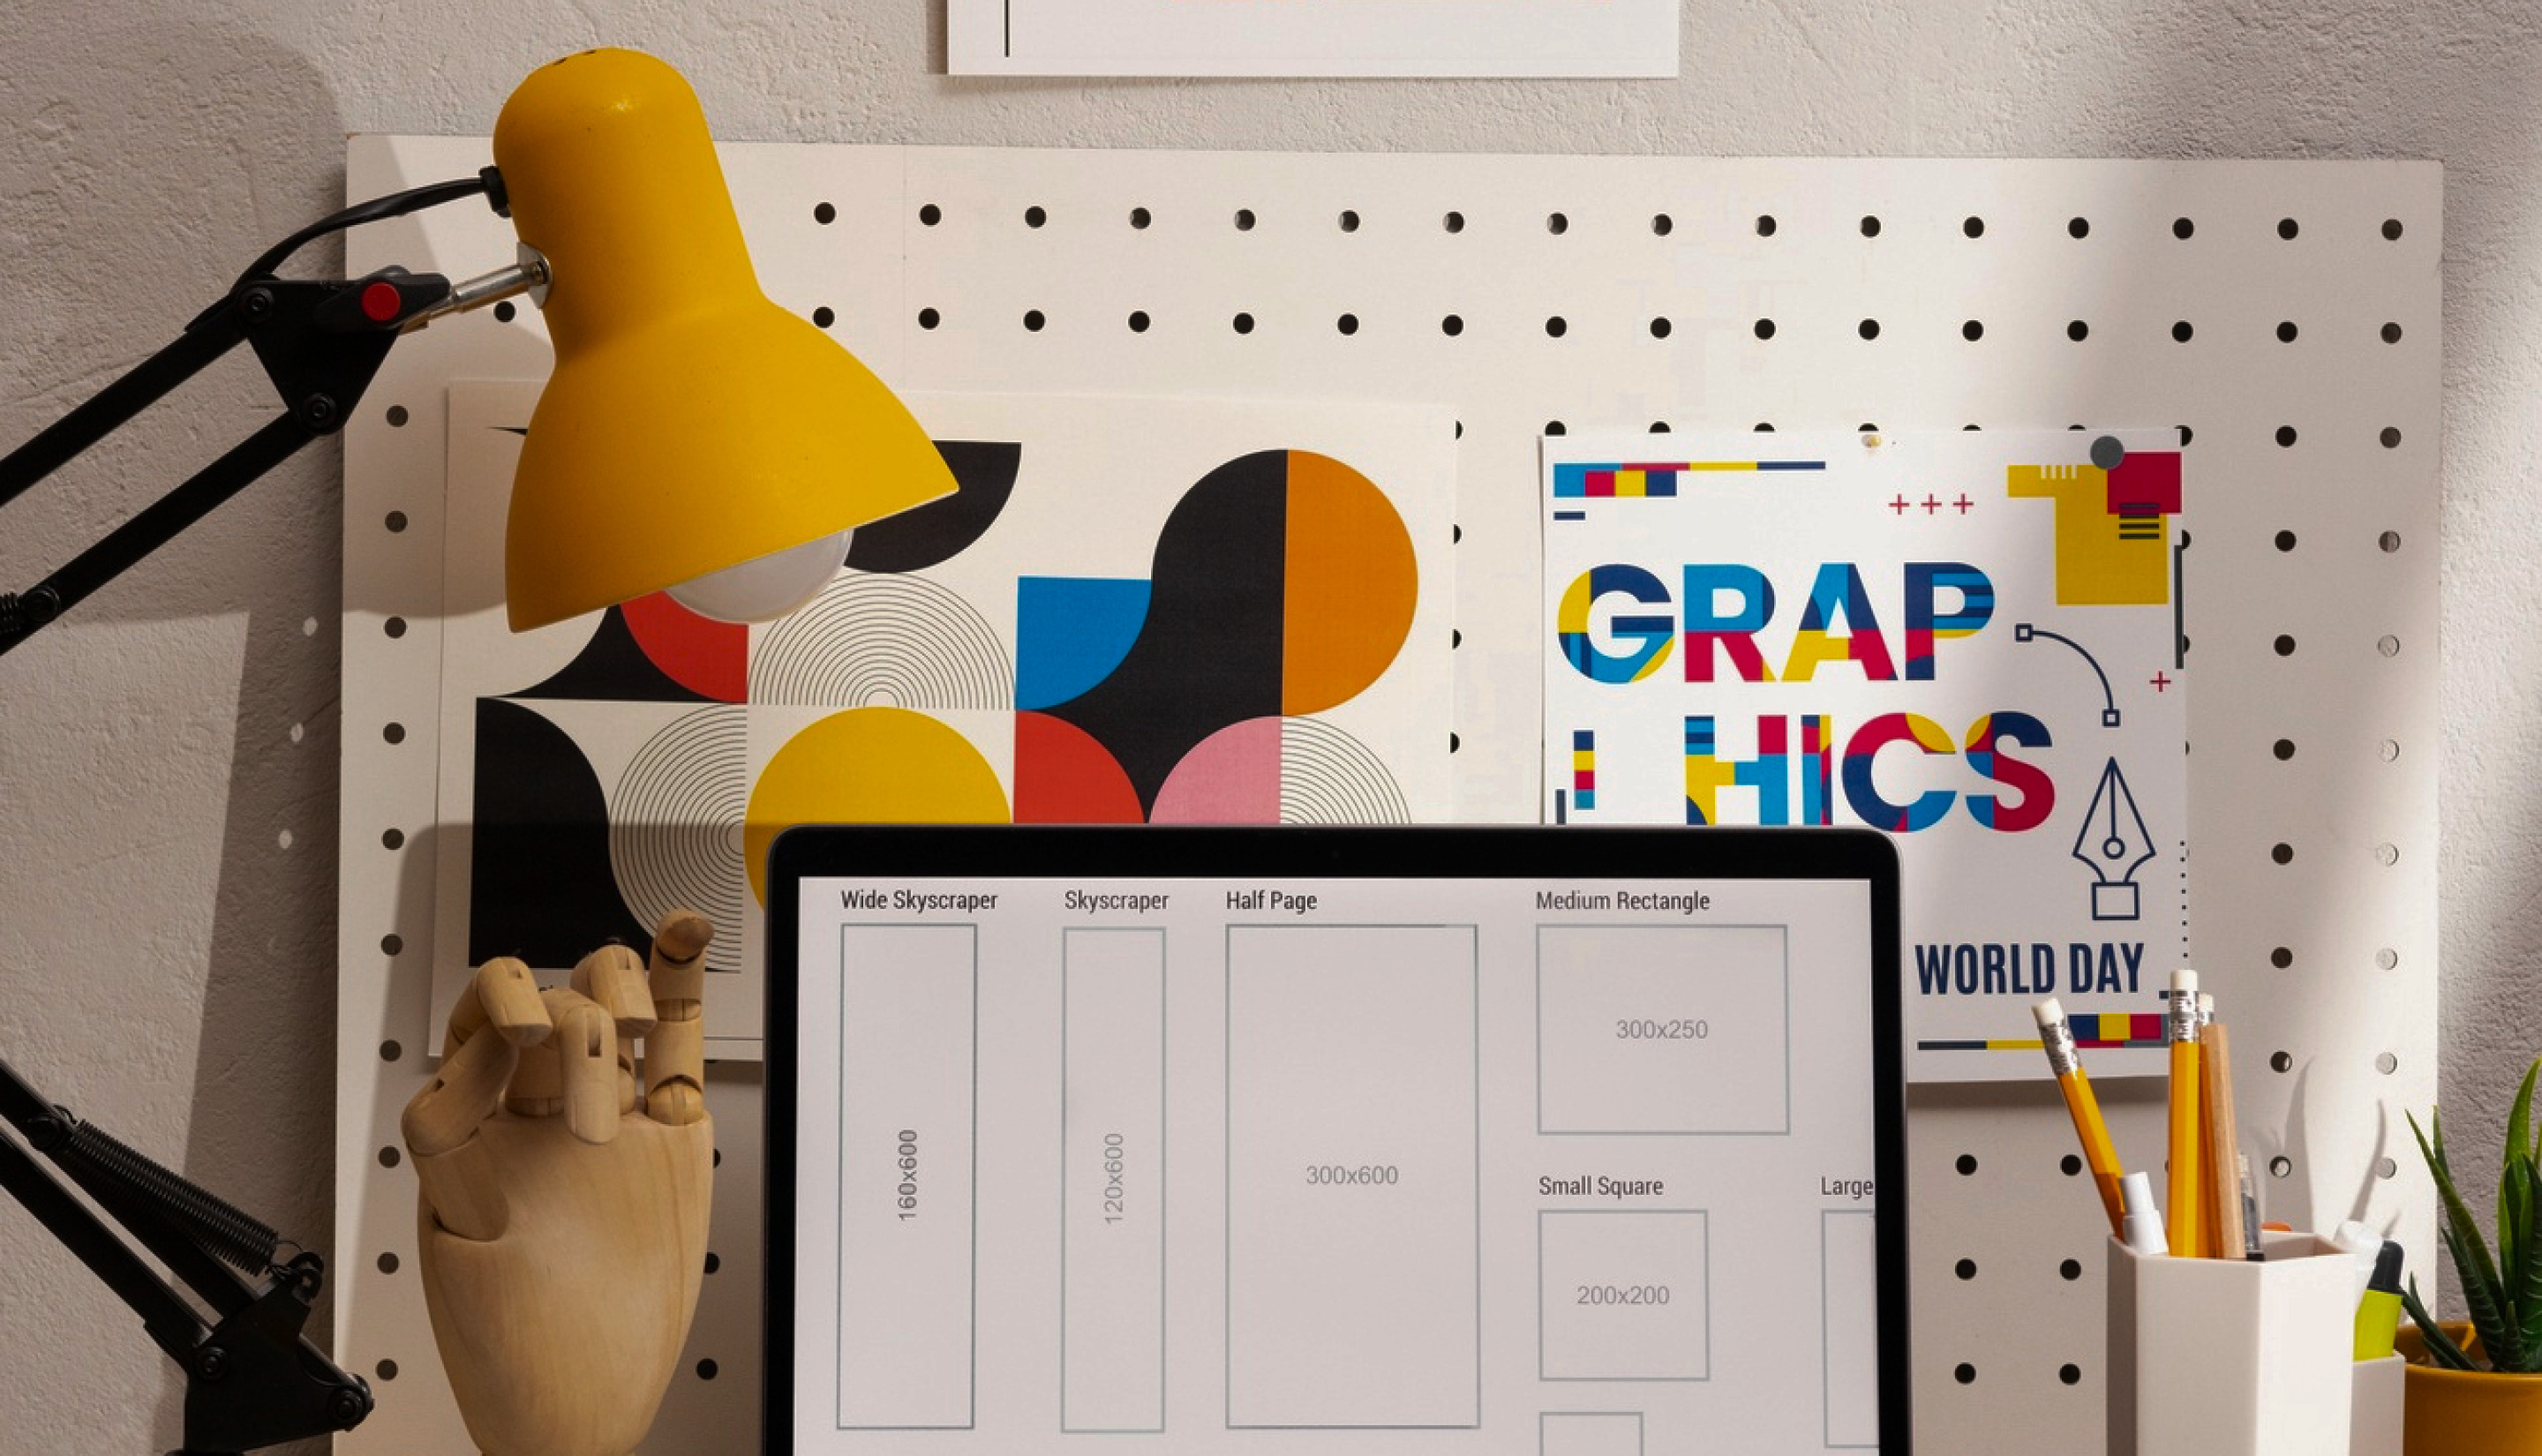 GRAP
HICS
WORLD DAY
Wide Skyscraper
Skyscraper
Half Page
Medium Rectangle
160x600
120x600
300x600
300x250
Small Square
Large
200x200